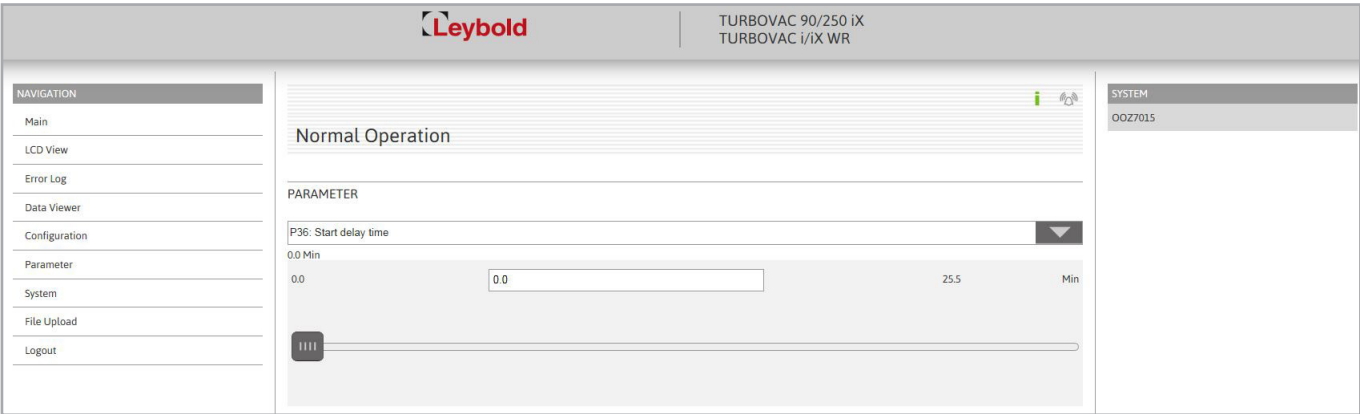 Leybold
TURBOVAC 90/250 iX
TURBOVAC i/iX WR
NAVIGATION
Main
LCD View
Error Log
Data Viewer
Configuration
Parameter
System
File Upload
Logout
i
Normal Operation
PARAMETER
P36: Start delay time
0.0 Min
0.0 0.0 25.5 Min
SYSTEM
OOZ7015